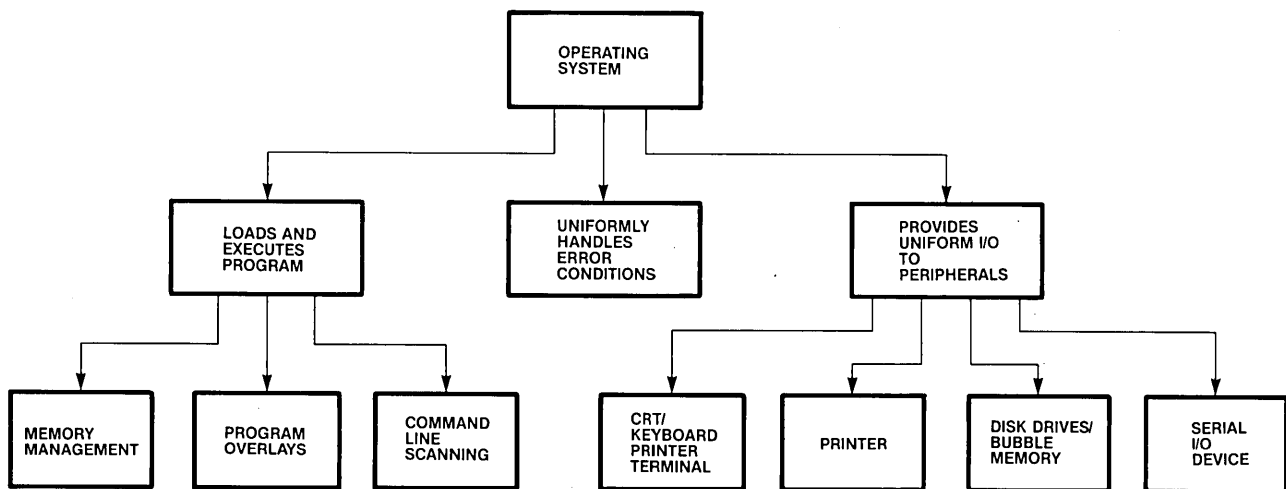 OPERATING
SYSTEM
LOADS AND
EXECUTES
PROGRAM
UNIFORMLY
HANDLES
ERROR
CONDITIONS
PROVIDES
UNIFORM I/O
TO
PERIPHERALS
MEMORY
MANAGEMENT
PROGRAM
OVERLAYS
COMMAND
LINE
SCANNING
CRT/
KEYBOARD
PRINTER
TERMINAL
PRINTER
DISK DRIVES/
BUBBLE
MEMORY
SERIAL
I/O
DEVICE